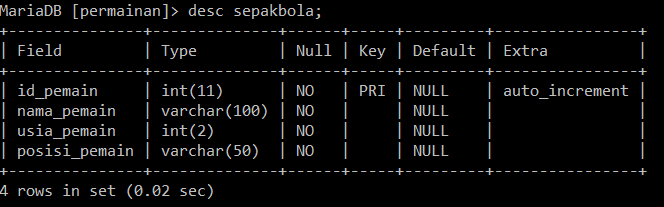 MariaDB [permainan]> desc sepakbola;
+---------------+--------------+------+-----+---------+----------------+
| Field         | Type         | Null | Key | Default | Extra          |
+---------------+--------------+------+-----+---------+----------------+
| id_pemain     | int(11)      | NO   | PRI | NULL    | auto_increment |
| nama_pemain   | varchar(100) | NO   |     | NULL    |                |
| usia_pemain   | int(2)       | NO   |     | NULL    |                |
| posisi_pemain | varchar(50)  | NO   |     | NULL    |                |
+---------------+--------------+------+-----+---------+----------------+
4 rows in set (0.02 sec)